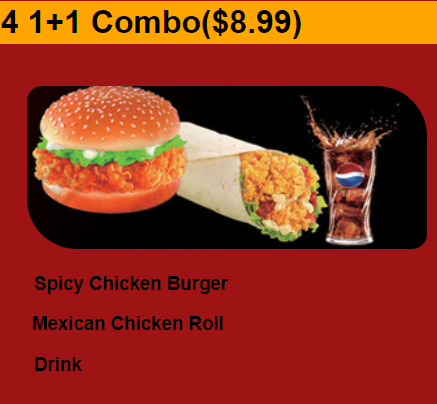 4 1+1 Combo($8.99)
Spicy Chicken Burger
Mexican Chicken Roll
Drink